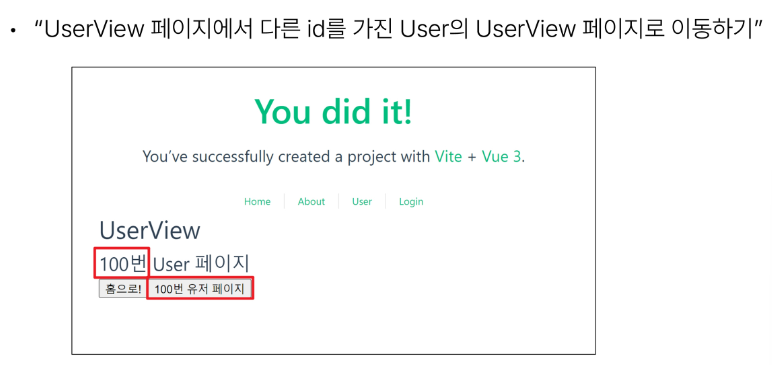 • “UserView 페이지에서 다른 id를 가진 User의 UserView 페이지로 이동하기”
You did it!
You’ve successfully created a project with Vite + Vue 3.
Home About User Login
UserView
100번 User 페이지
홈으로! 100번 유저 페이지